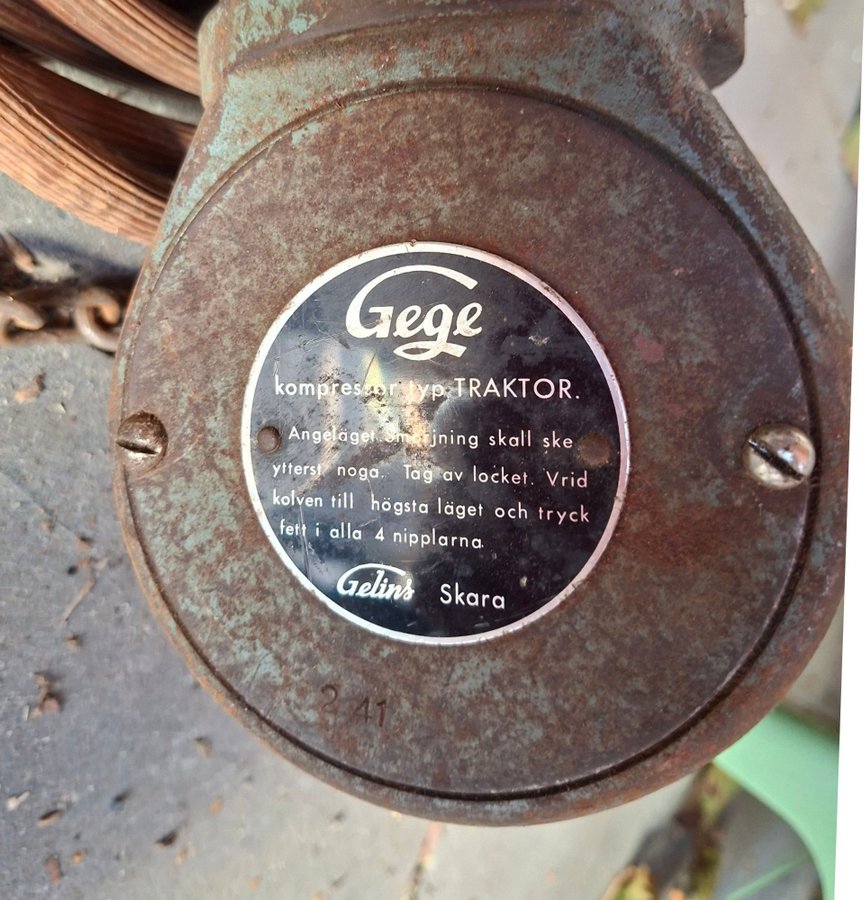 Gege
kompressor typ TRAKTOR.
Angeläget. Smörjning skall ske
ytterst noga. Tag av locket. Vrid
kolven till högsta läget och tryck
fett i alla 4 nipplarna
Gelins Skara
2 41